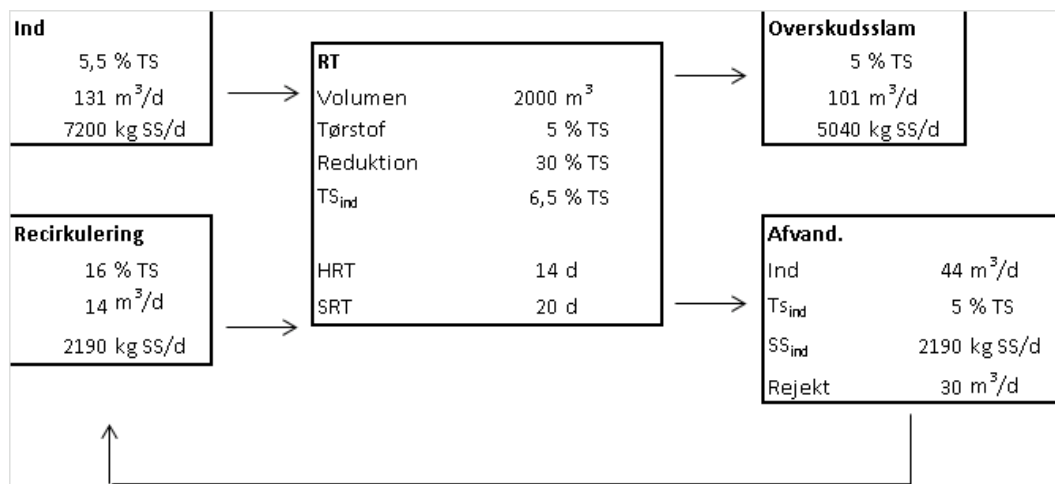 Ind
5,5 % TS
131 m³/d
7200 kg SS/d
RT
Volumen 2000 m³
Tørstof 5 % TS
Reduktion 30 % TS
TSind 6,5 % TS
HRT 14 d
SRT 20 d
Overskudsslam
5 % TS
101 m³/d
5040 kg SS/d
Recirkulering
16 % TS
14 m³/d
2190 kg SS/d
Afvand.
Ind 44 m³/d
Tsind 5 % TS
SSind 2190 kg SS/d
Rejekt 30 m³/d